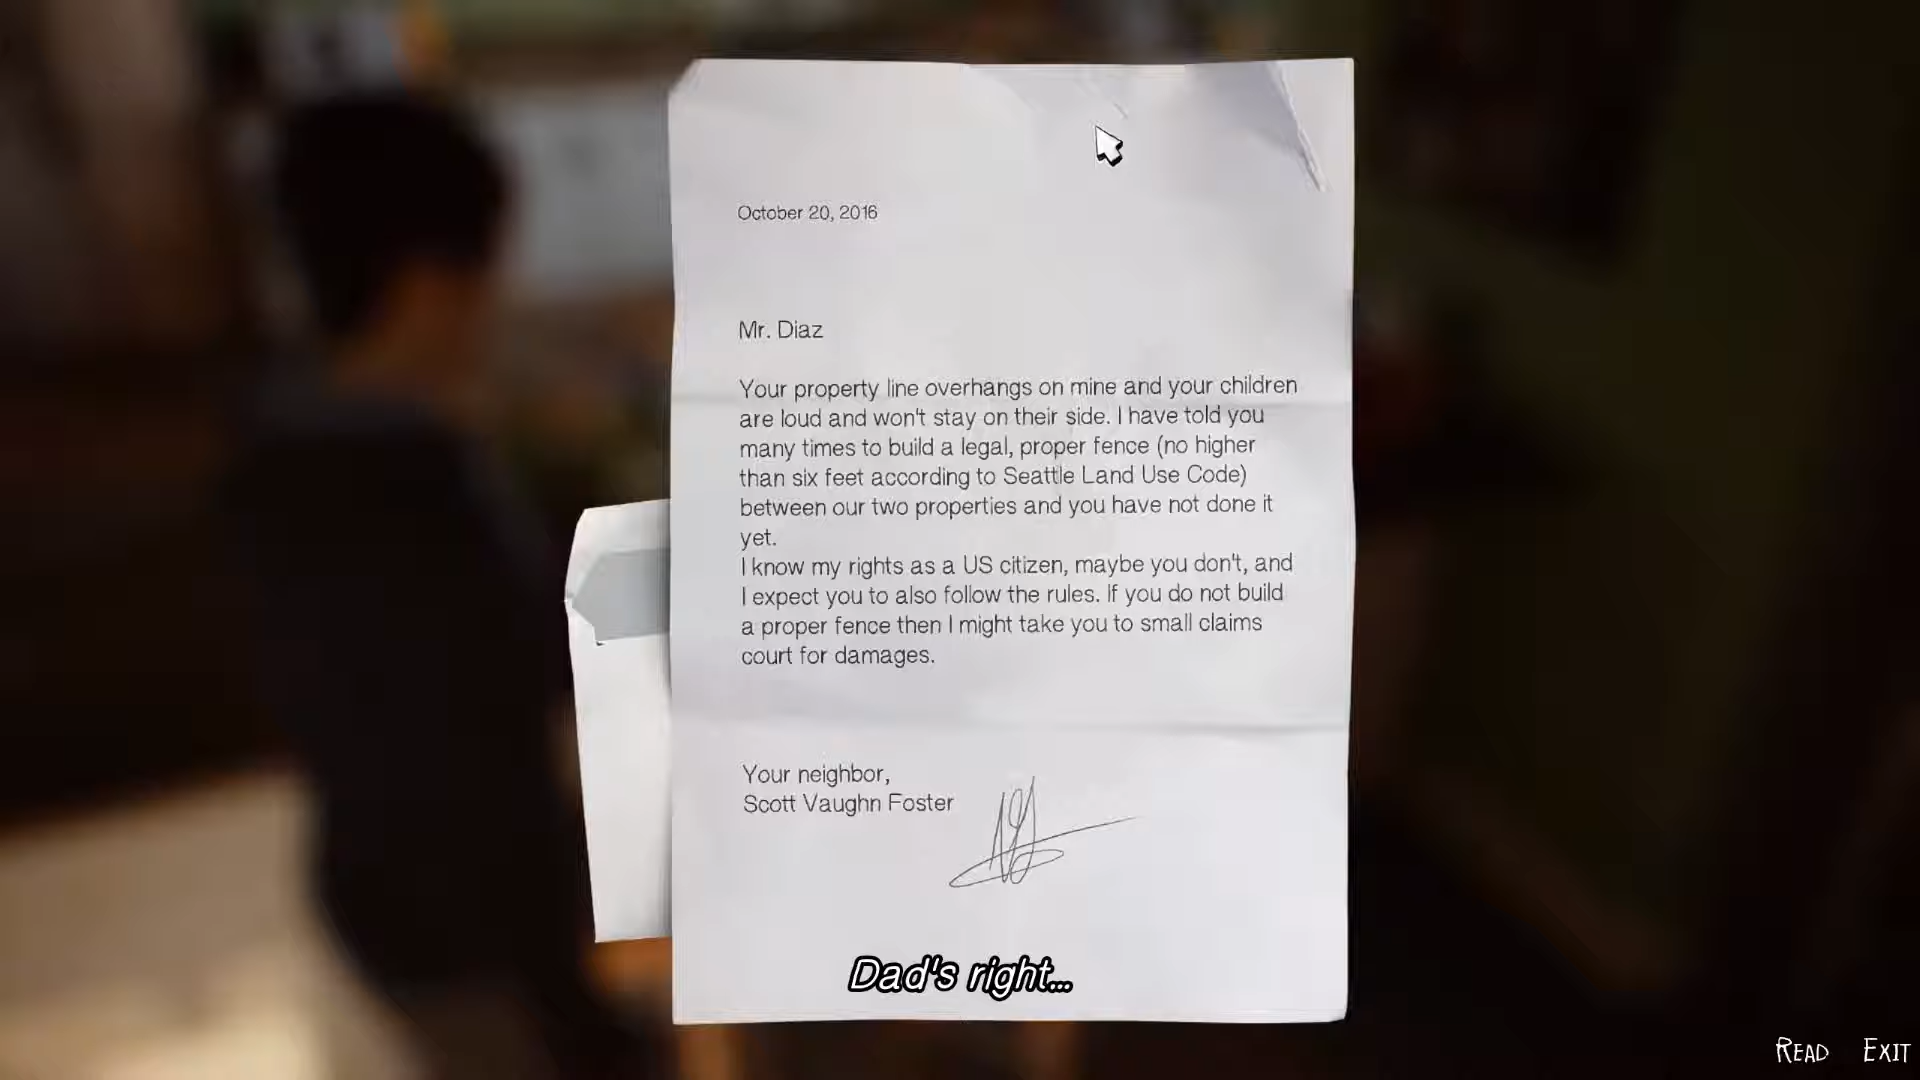 October 20, 2016
Mr. Diaz
Your property line overhangs on mine and your children
are loud and won't stay on their side. I have told you
many times to build a legal, proper fence (no higher
than six feet according to Seattle Land Use Code)
between our two properties and you have not done it
yet.
I know my rights as a US citizen, maybe you don't, and
I expect you to also follow the rules. If you do not build
a proper fence then I might take you to small claims
court for damages.
Your neighbor,
Scott Vaughn Foster
Dad's right...
READ EXIT